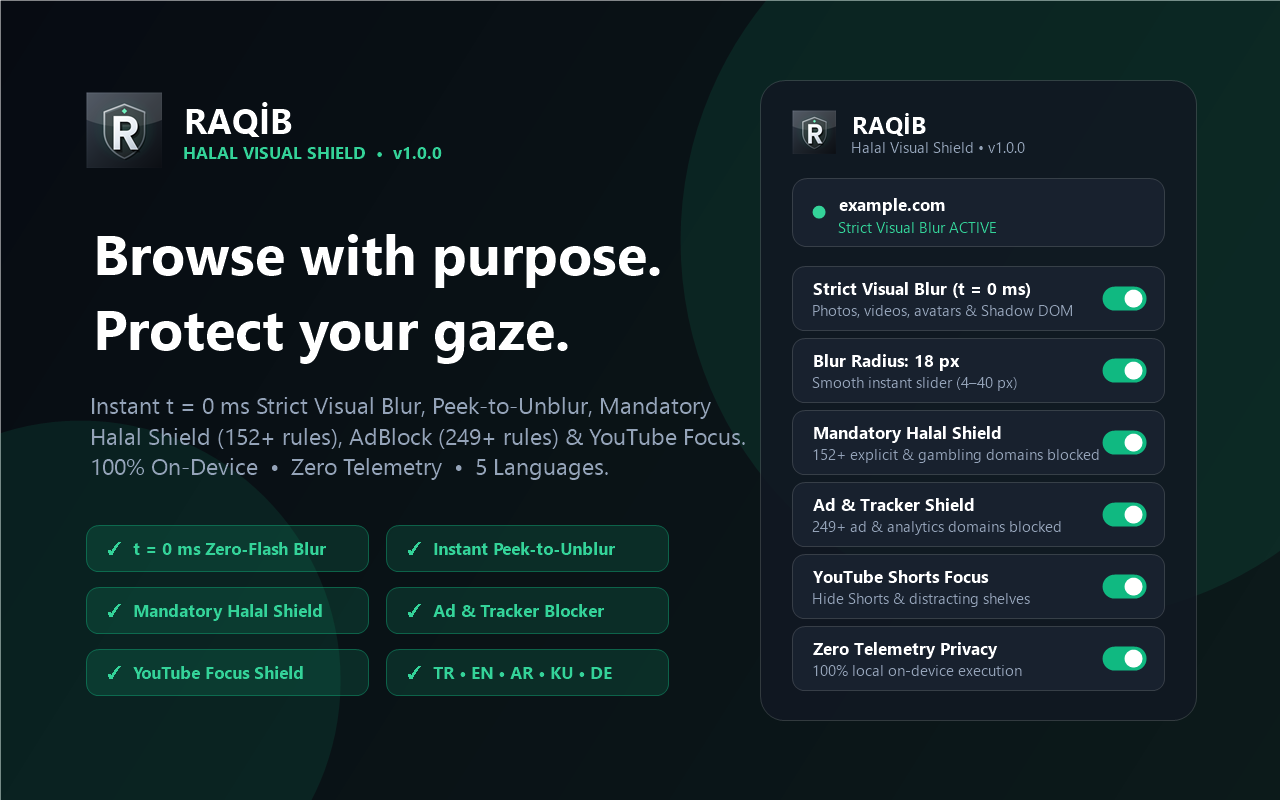 RAQİB
HALAL VISUAL SHIELD • v1.0.0
Browse with purpose.
Protect your gaze.
Instant t = 0 ms Strict Visual Blur, Peek-to-Unblur, Mandatory
Halal Shield (152+ rules), AdBlock (249+ rules) & YouTube Focus.
100% On-Device • Zero Telemetry • 5 Languages.
✓ t = 0 ms Zero-Flash Blur
✓ Instant Peek-to-Unblur
✓ Mandatory Halal Shield
✓ Ad & Tracker Blocker
✓ YouTube Focus Shield
✓ TR • EN • AR • KU • DE
R
RAQİB
Halal Visual Shield • v1.0.0
example.com
Strict Visual Blur ACTIVE
Strict Visual Blur (t = 0 ms)
Photos, videos, avatars & Shadow DOM
Blur Radius: 18 px
Smooth instant slider (4–40 px)
Mandatory Halal Shield
152+ explicit & gambling domains blocked
Ad & Tracker Shield
249+ ad & analytics domains blocked
YouTube Shorts Focus
Hide Shorts & distracting shelves
Zero Telemetry Privacy
100% local on-device execution